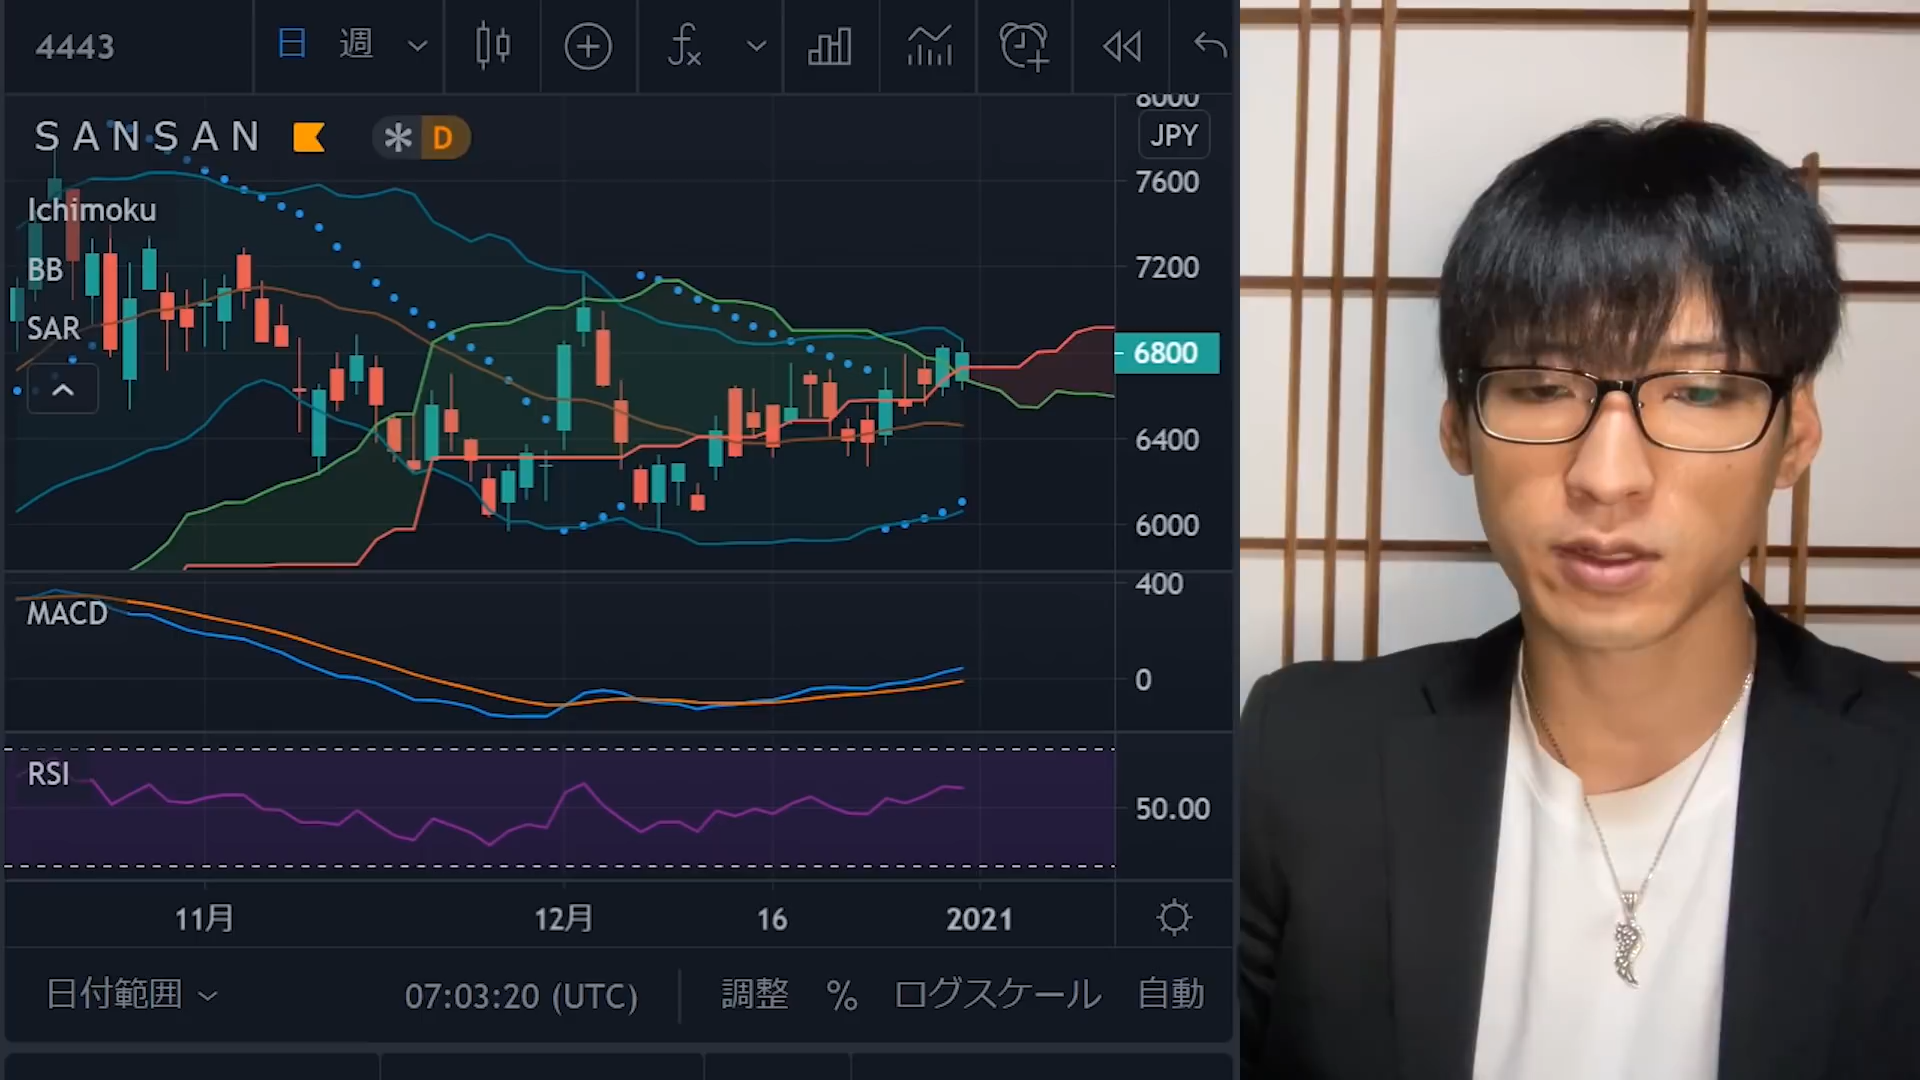 4443
日 週
SANSAN D
Ichimoku
BB
SAR
8000
JPY
7600
7200
6800
6400
6000
MACD
400
0
RSI
50.00
11月 12月 16 2021
日付範囲 07:03:20 (UTC) 調整 % ログスケール 自動